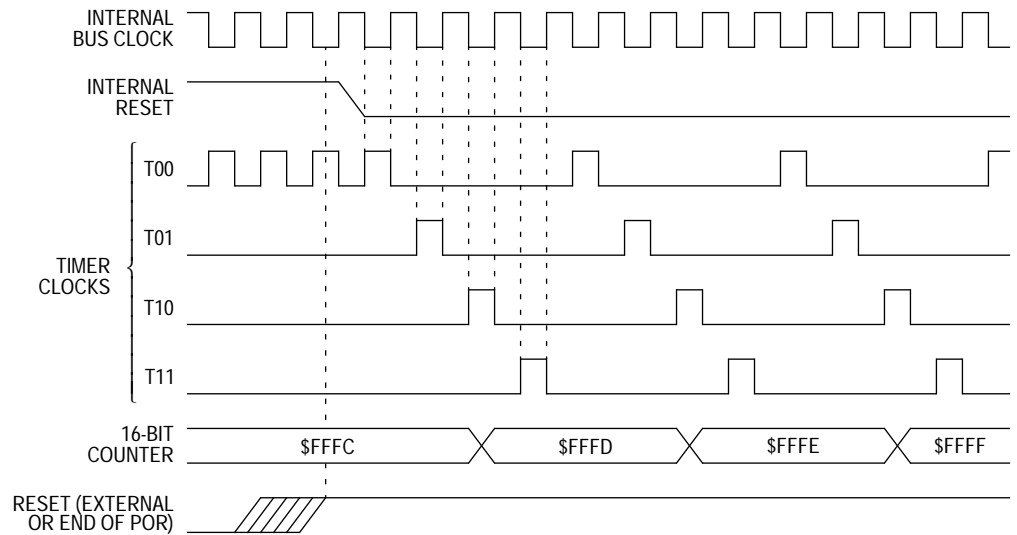 INTERNAL
BUS CLOCK
INTERNAL
RESET
TIMER
CLOCKS
T00
T01
T10
T11
16-BIT
COUNTER
$FFFC
$FFFD
$FFFE
$FFFF
RESET (EXTERNAL
OR END OF POR)